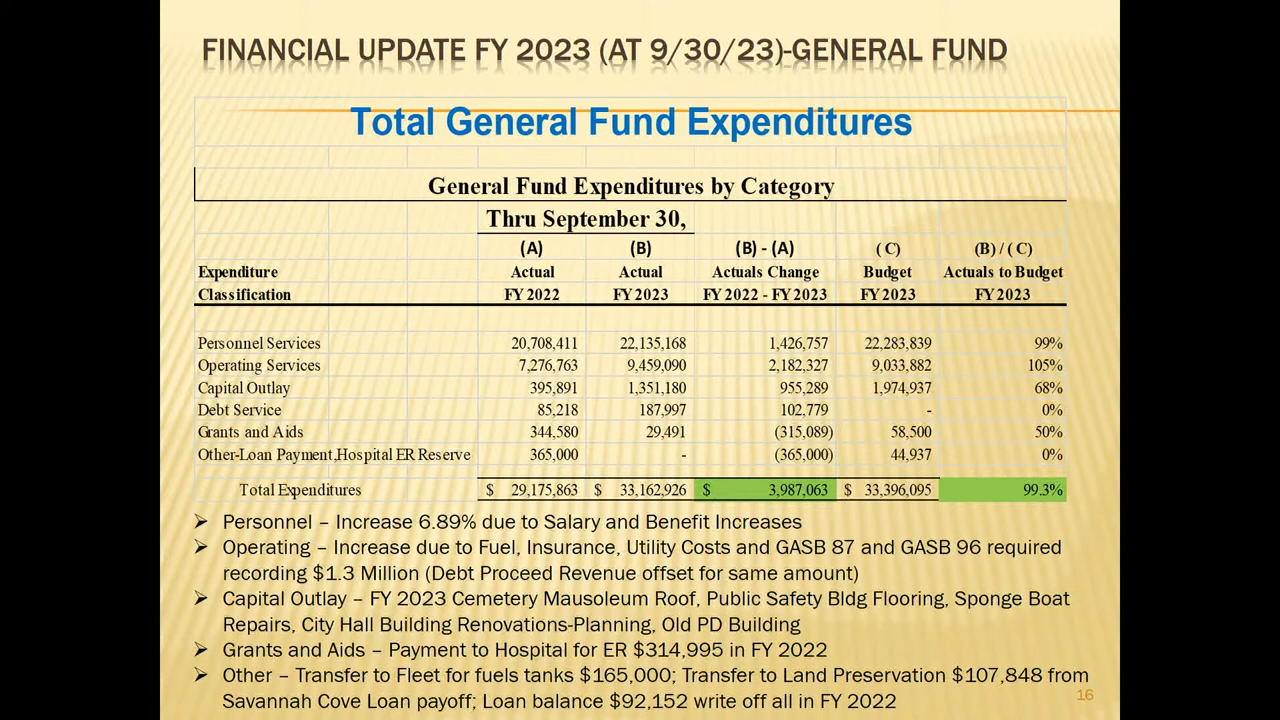 FINANCIAL UPDATE FY 2023 (AT 9/30/23)-GENERAL FUND
Total General Fund Expenditures
General Fund Expenditures by Category
Thru September 30,
(A) (B) (B) - (A) ( C) (B) / ( C)
Expenditure Actual Actual Actuals Change Budget Actuals to Budget
Classification FY 2022 FY 2023 FY 2022 - FY 2023 FY 2023 FY 2023
Personnel Services 20,708,411 22,135,168 1,426,757 22,283,839 99%
Operating Services 7,276,763 9,459,090 2,182,327 9,033,882 105%
Capital Outlay 395,891 1,351,180 955,289 1,974,937 68%
Debt Service 85,218 187,997 102,779 - 0%
Grants and Aids 344,580 29,491 (315,089) 58,500 50%
Other-Loan Payment,Hospital ER Reserve 365,000 - (365,000) 44,937 0%
Total Expenditures $ 29,175,863 $ 33,162,926 $ 3,987,063 $ 33,396,095 99.3%
➢ Personnel – Increase 6.89% due to Salary and Benefit Increases
➢ Operating – Increase due to Fuel, Insurance, Utility Costs and GASB 87 and GASB 96 required
recording $1.3 Million (Debt Proceed Revenue offset for same amount)
➢ Capital Outlay – FY 2023 Cemetery Mausoleum Roof, Public Safety Bldg Flooring, Sponge Boat
Repairs, City Hall Building Renovations-Planning, Old PD Building
➢ Grants and Aids – Payment to Hospital for ER $314,995 in FY 2022
➢ Other – Transfer to Fleet for fuels tanks $165,000; Transfer to Land Preservation $107,848 from
Savannah Cove Loan payoff; Loan balance $92,152 write off all in FY 2022
16